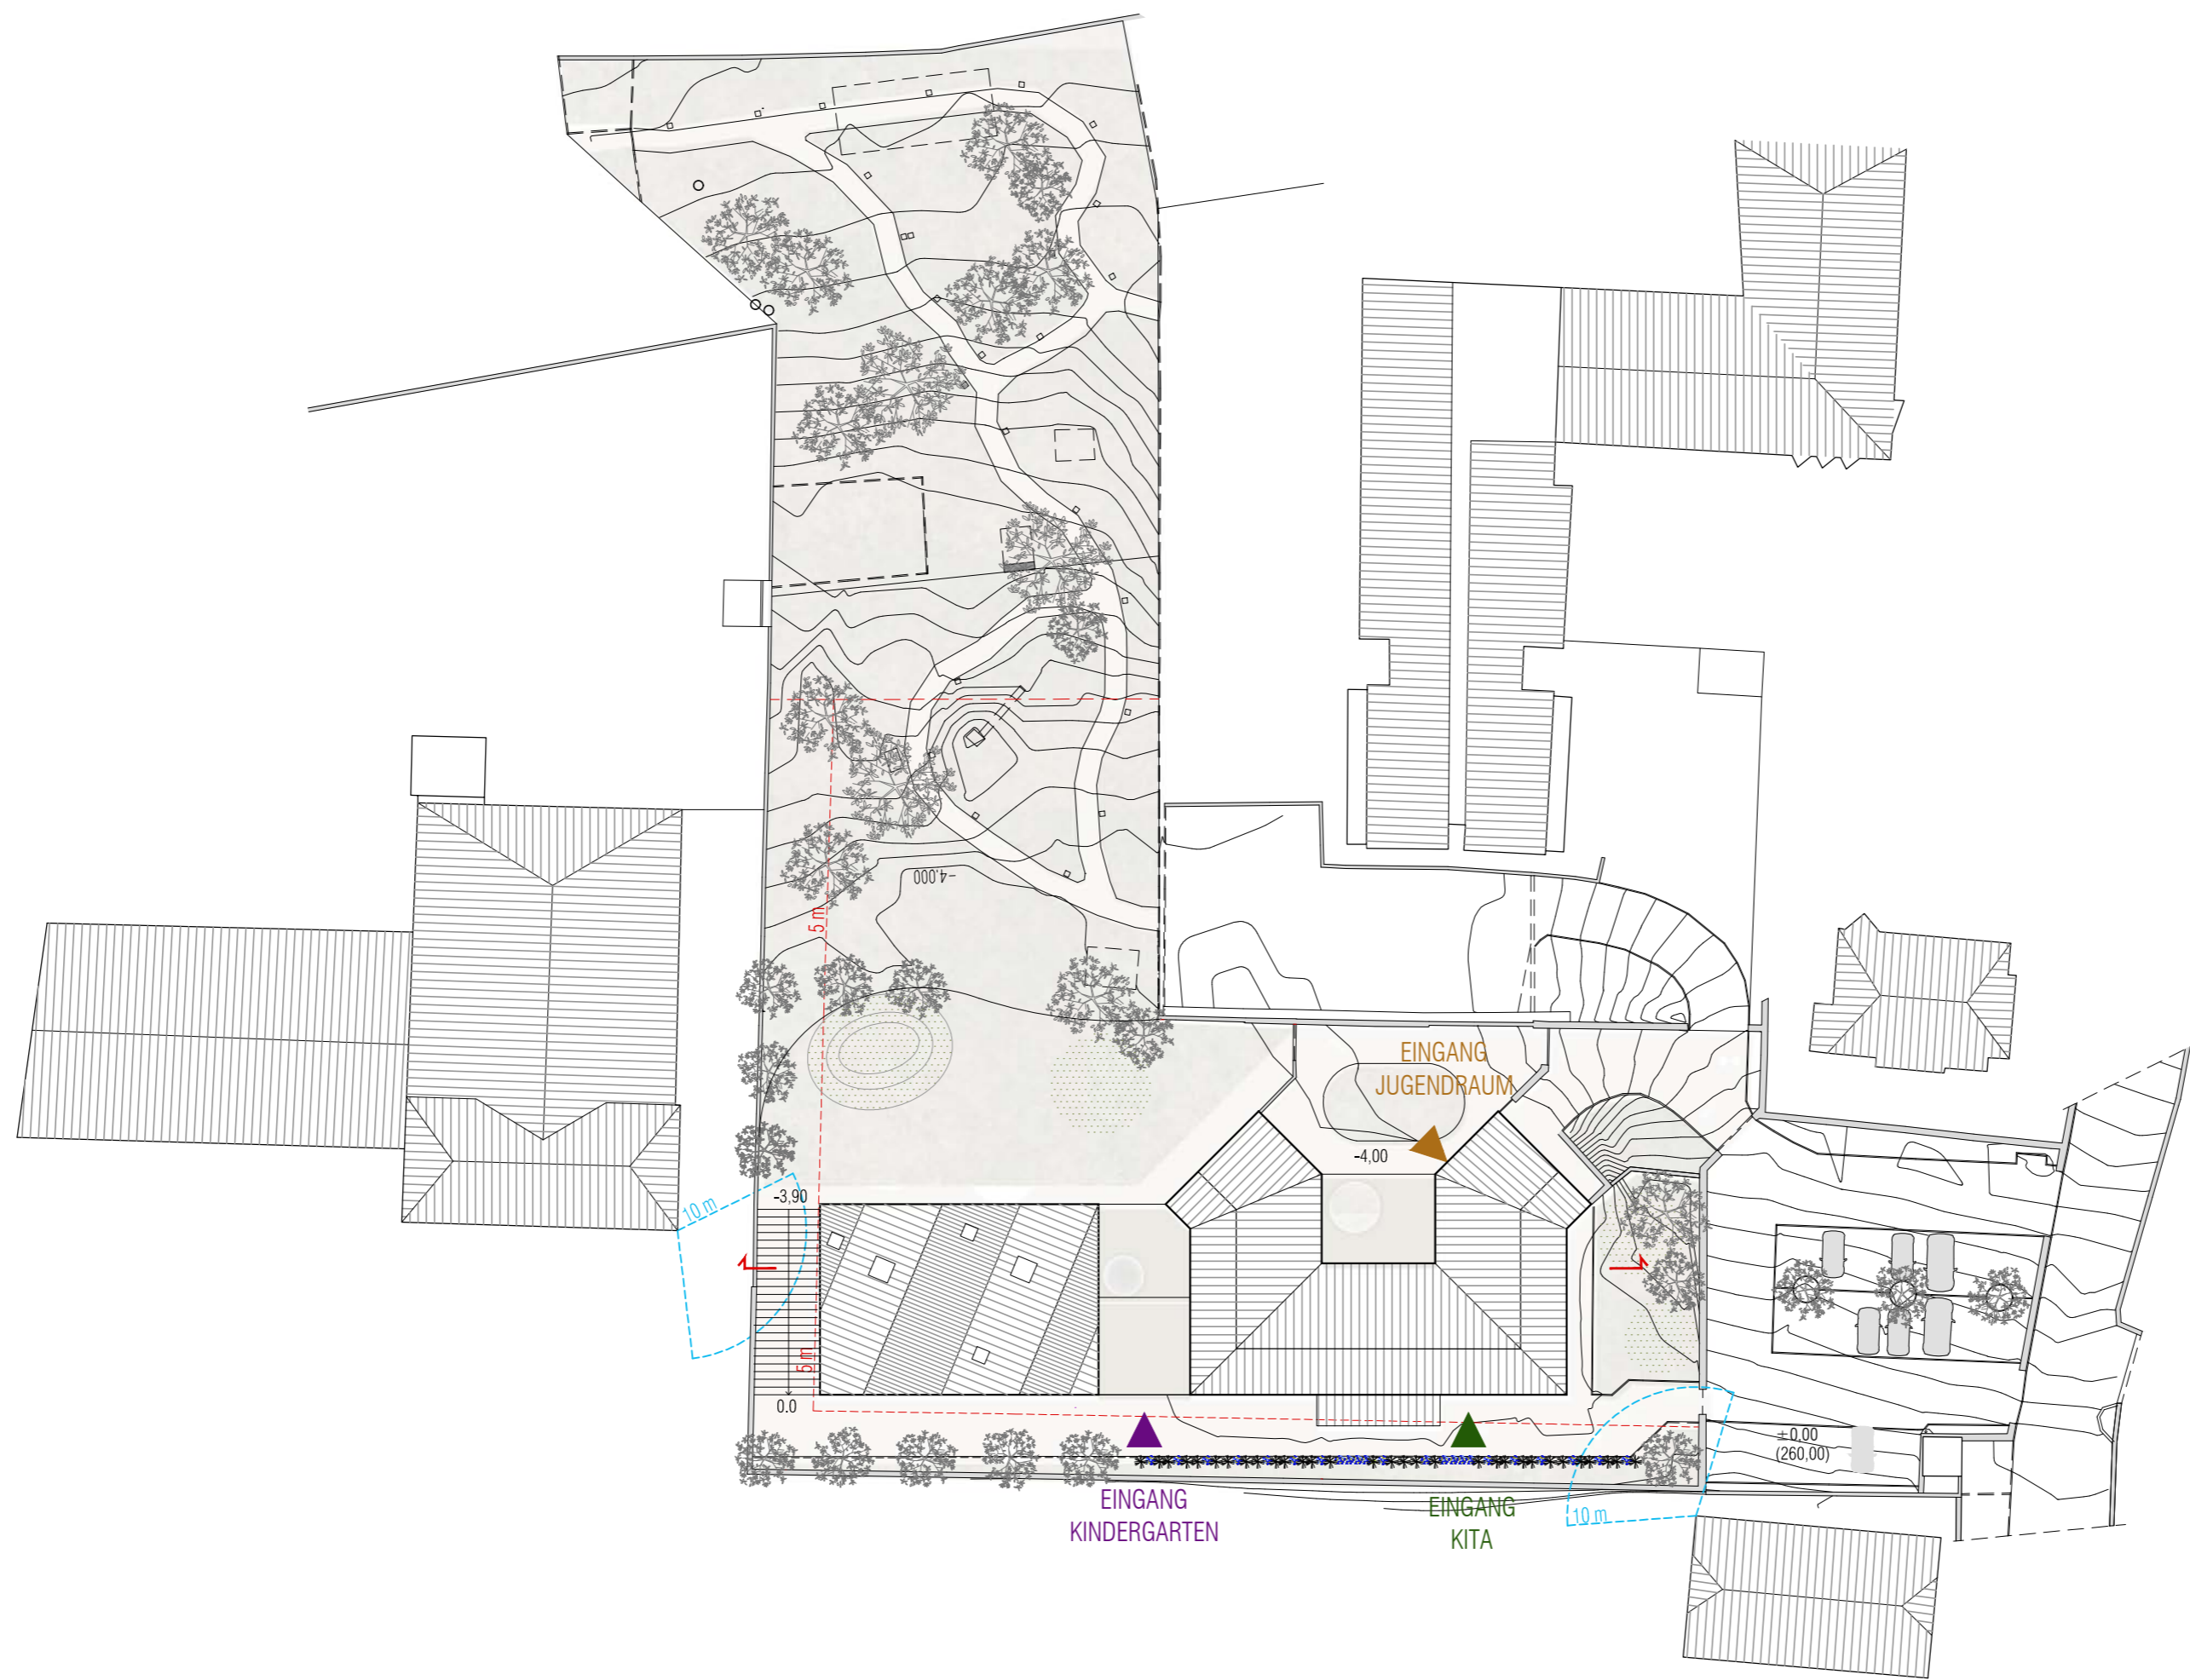 -4,000
5 m
EINGANG
JUGENDRAUM
-4,00
-3,90
10 m
5 m
0.0
±0,00
(260,00)
EINGANG
KINDERGARTEN
EINGANG
KITA
10 m